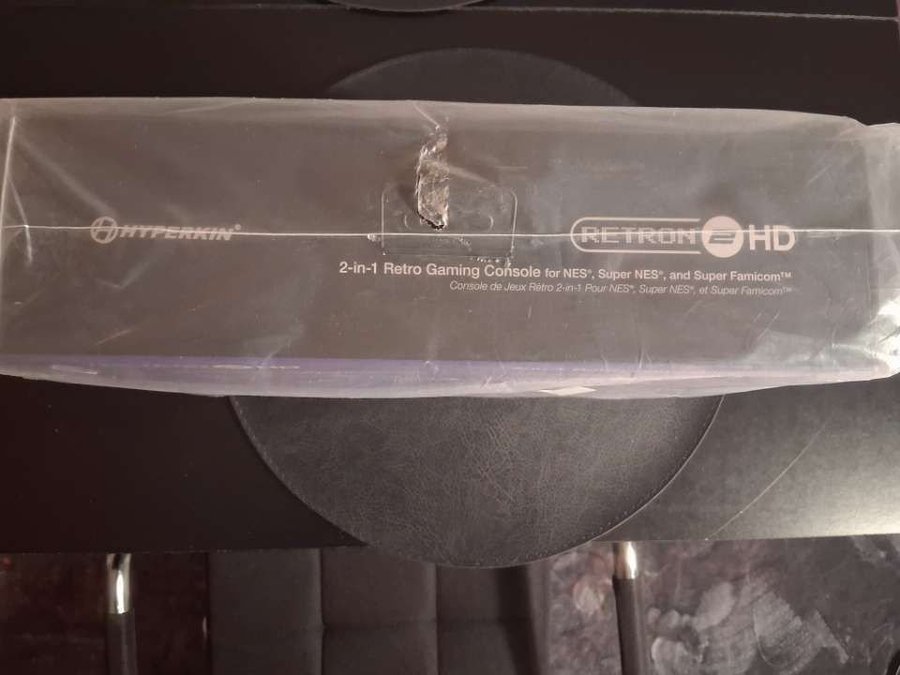 HYPERKIN®
RETRON 2 HD
2-in-1 Retro Gaming Console for NES®, Super NES®, and Super Famicom™
Console de Jeux Rétro 2-in-1 Pour NES®, Super NES®, et Super Famicom™